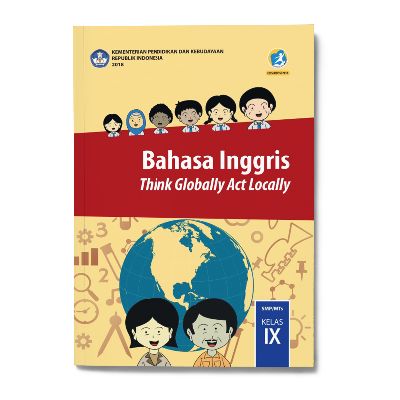 KEMENTERIAN PENDIDIKAN DAN KEBUDAYAAN
REPUBLIK INDONESIA
2018
Bahasa Inggris
Think Globally Act Locally
SMP/MTs
KELAS
IX